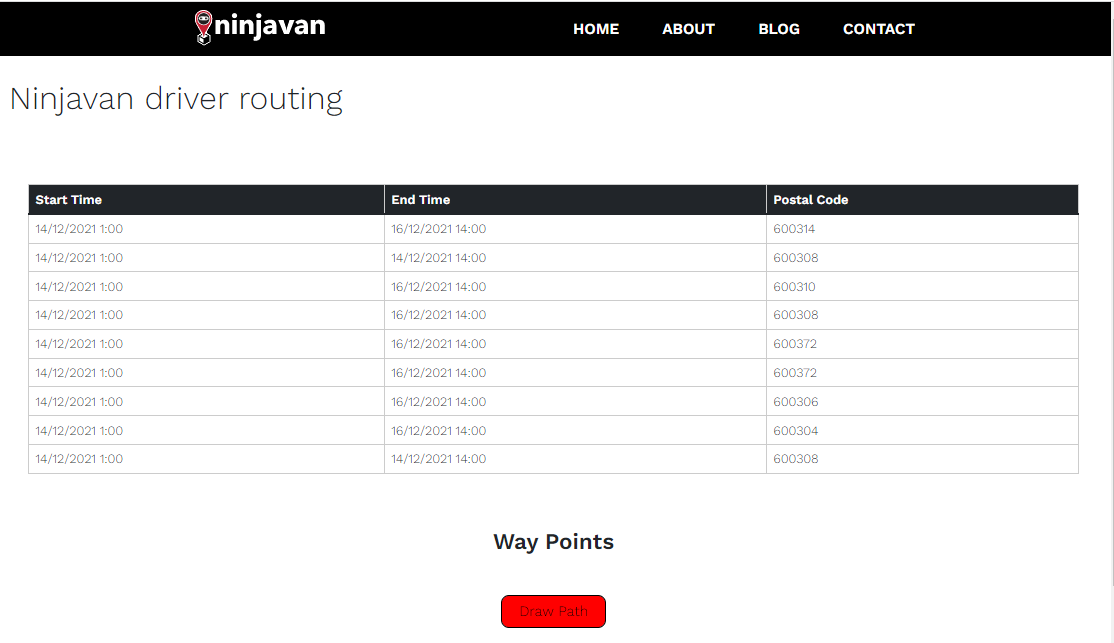 ninjavan HOME ABOUT BLOG CONTACT
Ninjavan driver routing
Start Time End Time Postal Code
14/12/2021 1:00 16/12/2021 14:00 600314
14/12/2021 1:00 14/12/2021 14:00 600308
14/12/2021 1:00 16/12/2021 14:00 600310
14/12/2021 1:00 16/12/2021 14:00 600308
14/12/2021 1:00 16/12/2021 14:00 600372
14/12/2021 1:00 16/12/2021 14:00 600372
14/12/2021 1:00 16/12/2021 14:00 600306
14/12/2021 1:00 16/12/2021 14:00 600304
14/12/2021 1:00 14/12/2021 14:00 600308
Way Points
Draw Path